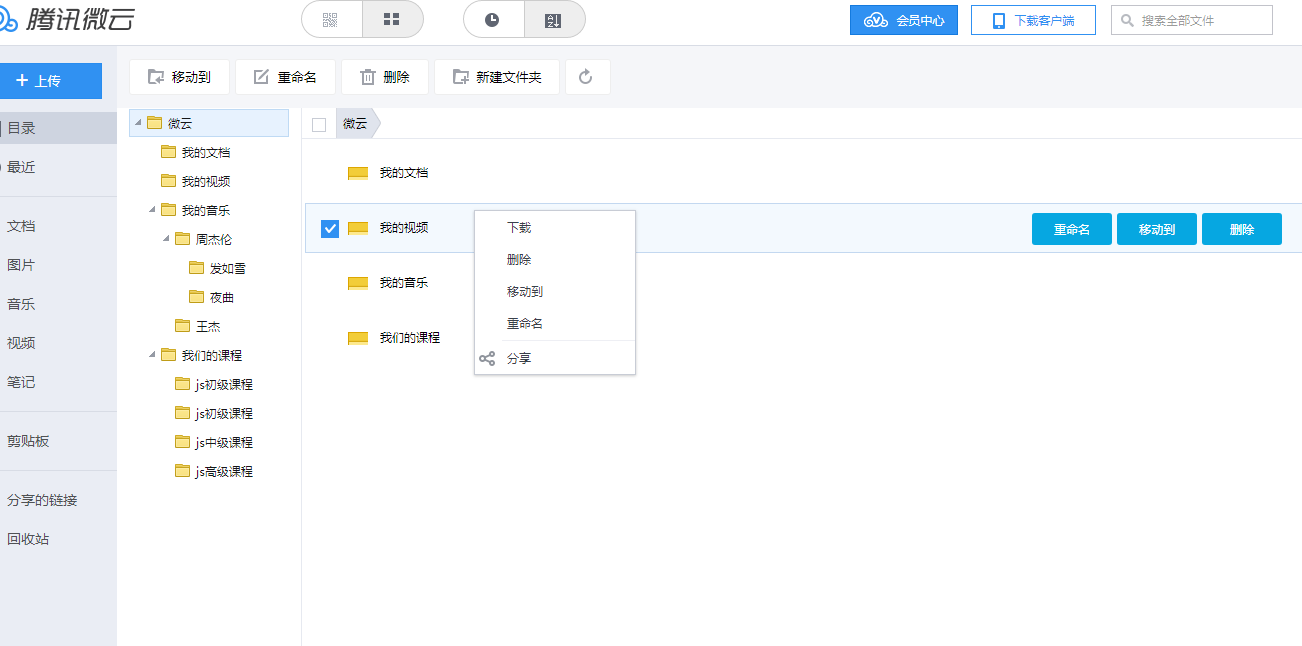 腾讯微云
会员中心
下载客户端
搜索全部文件
上传
移动到
重命名
删除
新建文件夹
目录
最近
文档
图片
音乐
视频
笔记
剪贴板
分享的链接
回收站
微云
我的文档
我的视频
我的音乐
周杰伦
发如雪
夜曲
王杰
我们的课程
js初级课程
js初级课程
js中级课程
js高级课程
微云
我的文档
我的视频
重命名
移动到
删除
我的音乐
我们的课程
下载
删除
移动到
重命名
分享